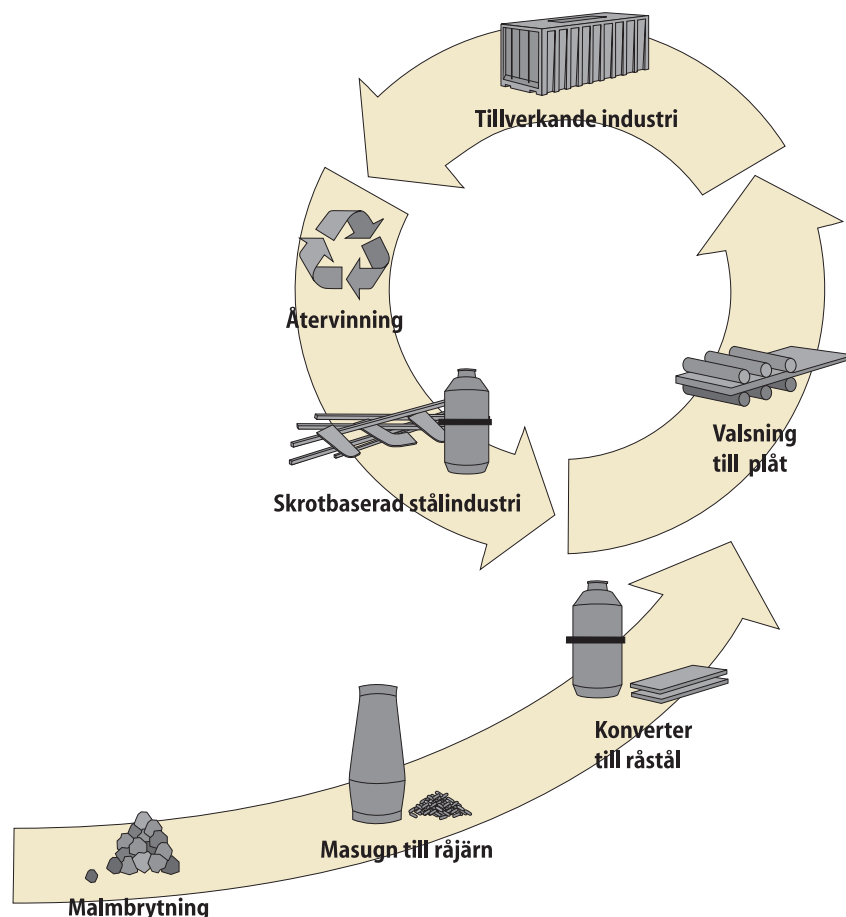 Tillverkande industri
Återvinning
Valsning
till plåt
Skrotbaserad stålindustri
Konverter
till råstål
Masugn till råjärn
Malmbrytning